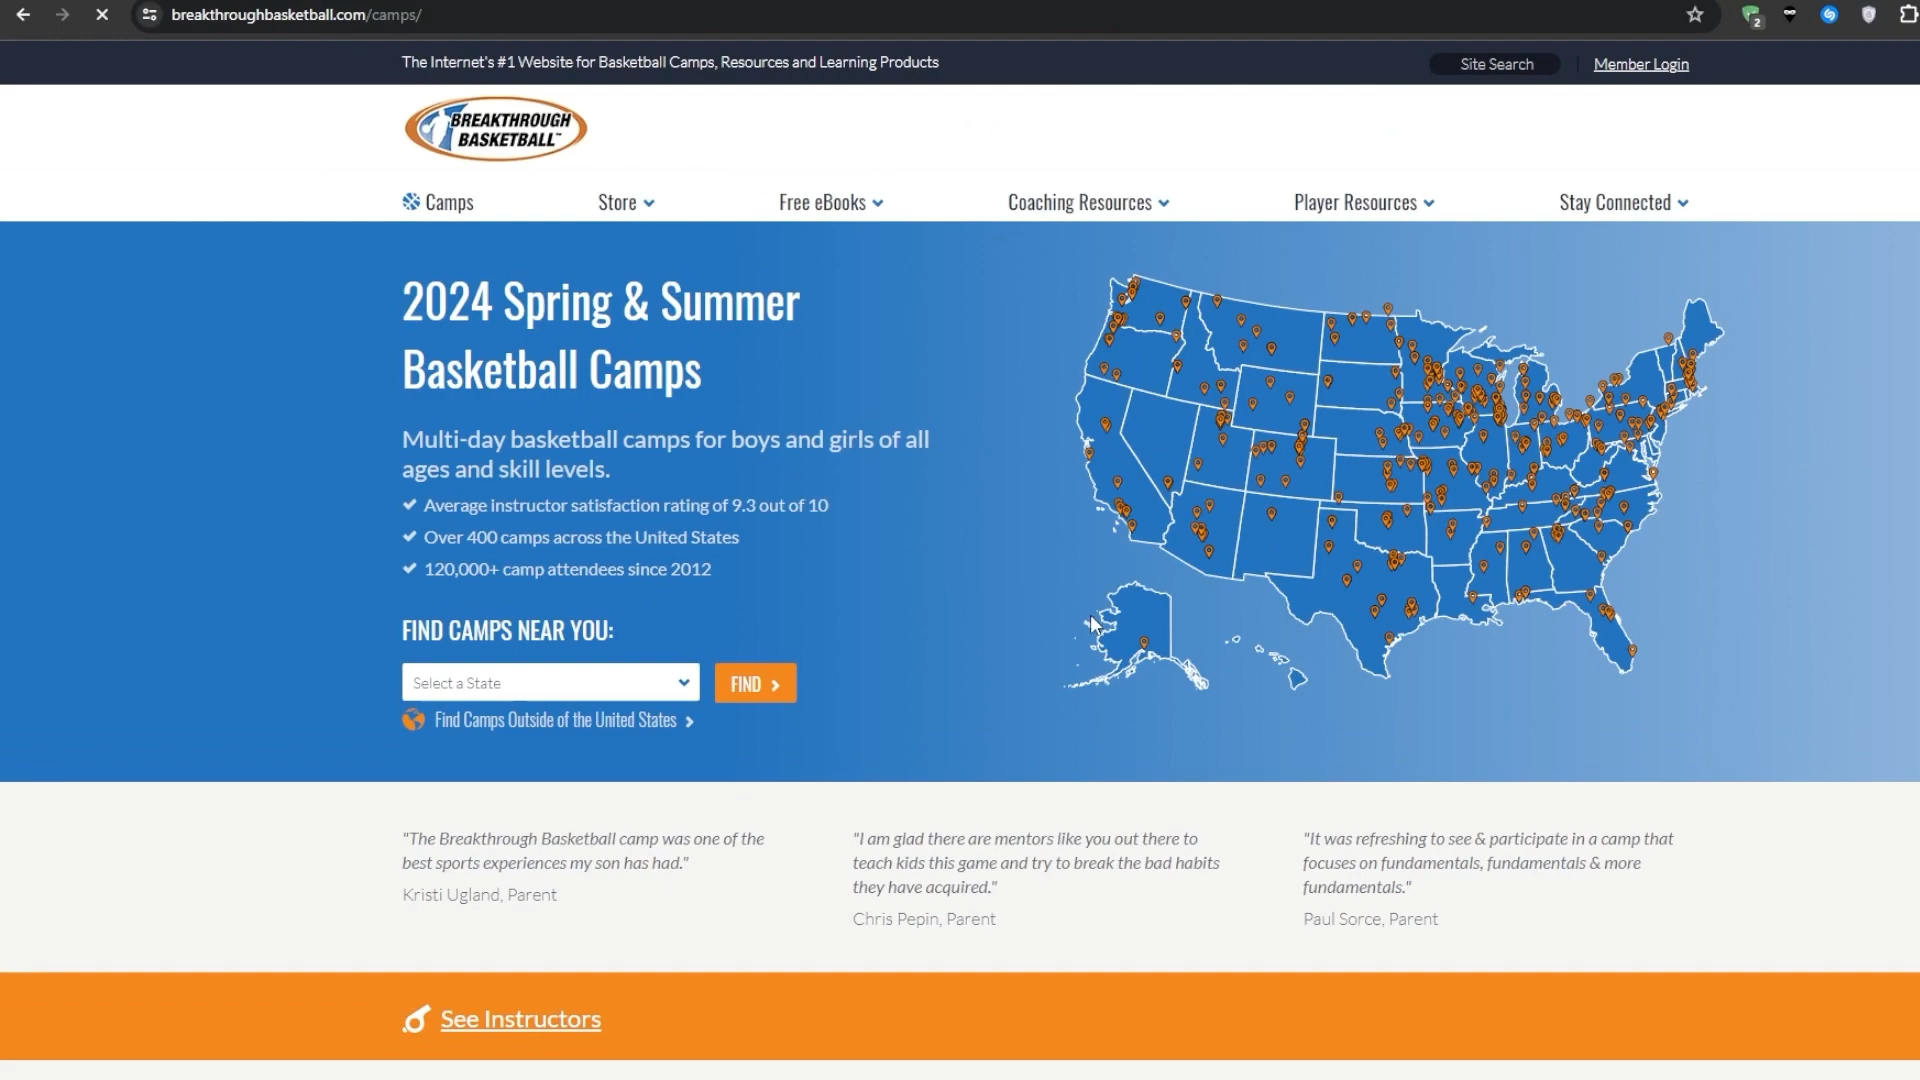 breakthroughbasketball.com/camps/
2
The Internet's #1 Website for Basketball Camps, Resources and Learning Products
Site Search
Member Login
BREAKTHROUGH
BASKETBALL™
Camps
Store
Free eBooks
Coaching Resources
Player Resources
Stay Connected
2024 Spring & Summer
Basketball Camps
Multi-day basketball camps for boys and girls of all
ages and skill levels.
Average instructor satisfaction rating of 9.3 out of 10
Over 400 camps across the United States
120,000+ camp attendees since 2012
FIND CAMPS NEAR YOU:
Select a State
FIND
Find Camps Outside of the United States
"The Breakthrough Basketball camp was one of the
best sports experiences my son has had."
Kristi Ugland, Parent
"I am glad there are mentors like you out there to
teach kids this game and try to break the bad habits
they have acquired."
Chris Pepin, Parent
"It was refreshing to see & participate in a camp that
focuses on fundamentals, fundamentals & more
fundamentals."
Paul Sorce, Parent
See Instructors